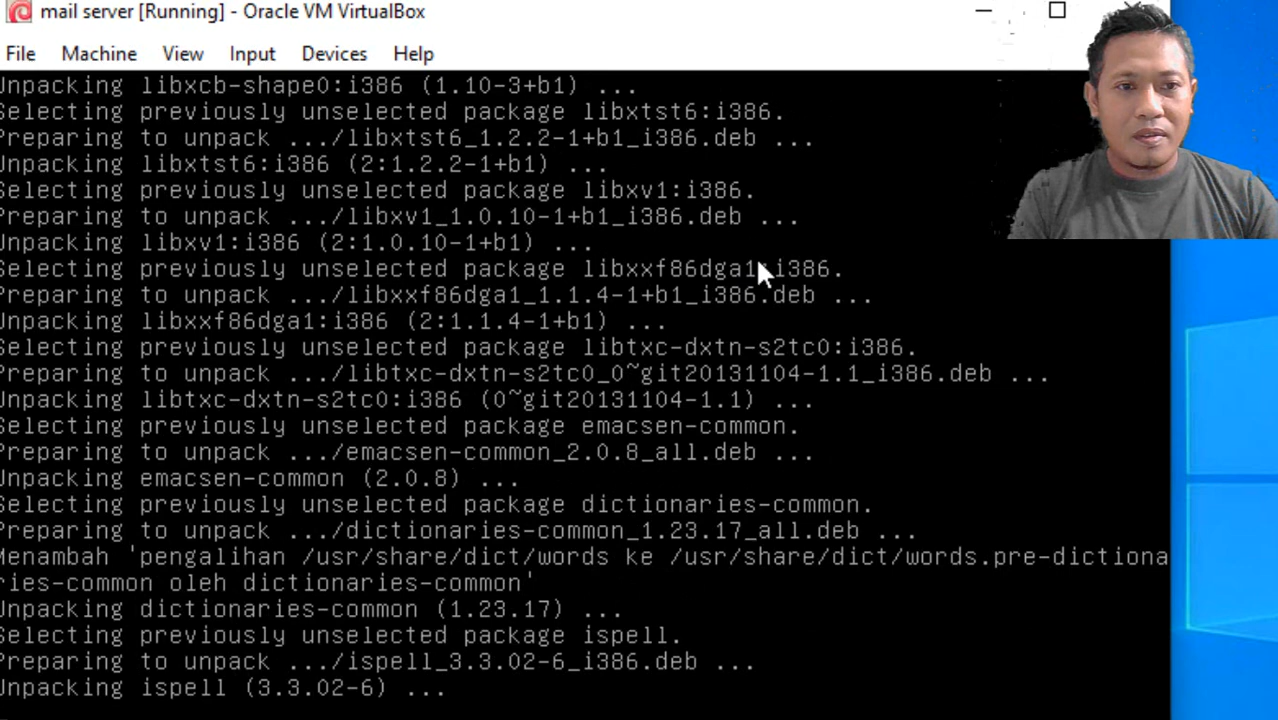 mail server [Running] - Oracle VM VirtualBox
File Machine View Input Devices Help
Unpacking libxcb-shape0:i386 (1.10-3+b1) ...
Selecting previously unselected package libxtst6:i386.
Preparing to unpack .../libxtst6_1.2.2-1+b1_i386.deb ...
Unpacking libxtst6:i386 (2:1.2.2-1+b1) ...
Selecting previously unselected package libxv1:i386.
Preparing to unpack .../libxv1_1.0.10-1+b1_i386.deb ...
Unpacking libxv1:i386 (2:1.0.10-1+b1) ...
Selecting previously unselected package libxxf86dga1:i386.
Preparing to unpack .../libxxf86dga1_1.1.4-1+b1_i386.deb ...
Unpacking libxxf86dga1:i386 (2:1.1.4-1+b1) ...
Selecting previously unselected package libtxc-dxtn-s2tc0:i386.
Preparing to unpack .../libtxc-dxtn-s2tc0_0~git20131104-1.1_i386.deb ...
Unpacking libtxc-dxtn-s2tc0:i386 (0~git20131104-1.1) ...
Selecting previously unselected package emacsen-common.
Preparing to unpack .../emacsen-common_2.0.8_all.deb ...
Unpacking emacsen-common (2.0.8) ...
Selecting previously unselected package dictionaries-common.
Preparing to unpack .../dictionaries-common_1.23.17_all.deb ...
Menambah 'pengalihan /usr/share/dict/words ke /usr/share/dict/words.pre-dictiona
ries-common oleh dictionaries-common'
Unpacking dictionaries-common (1.23.17) ...
Selecting previously unselected package ispell.
Preparing to unpack .../ispell_3.3.02-6_i386.deb ...
Unpacking ispell (3.3.02-6) ...